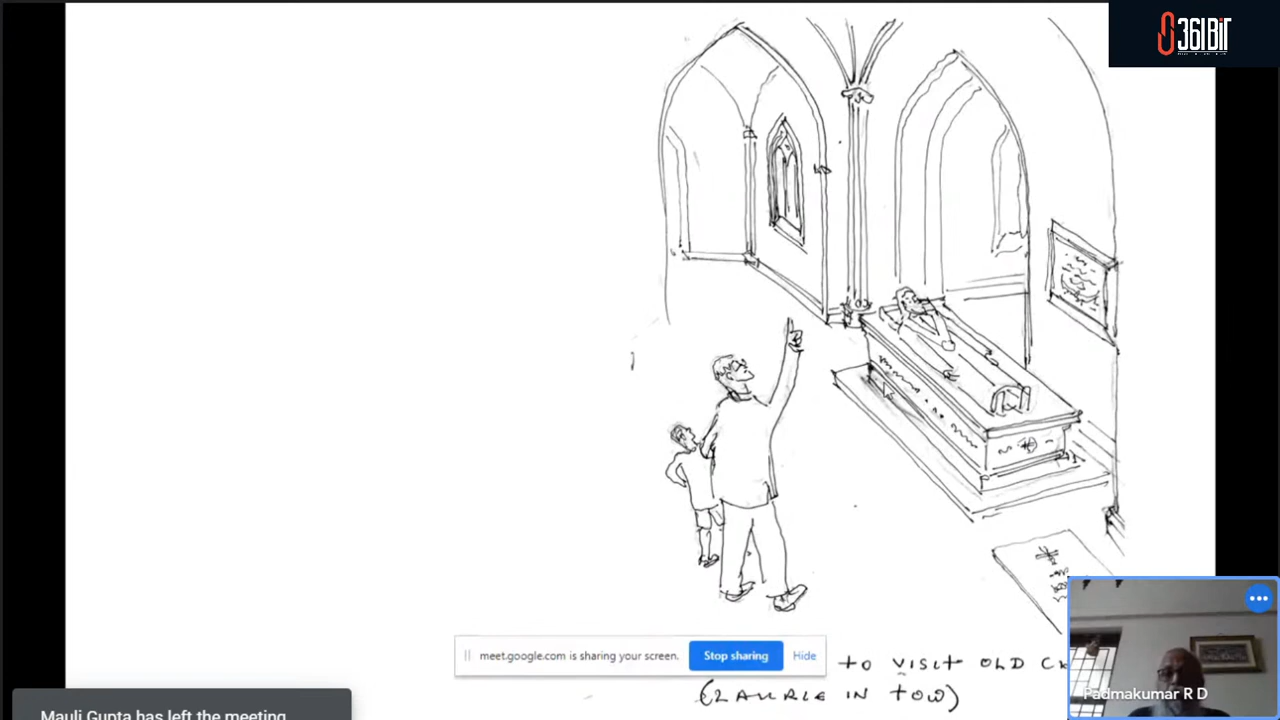 361BIT
meet.google.com is sharing your screen.
Stop sharing
Hide
TO VISIT OLD
(LAURIE IN TOW)
Padmakumar R D
Mauli Gupta has left the meeting